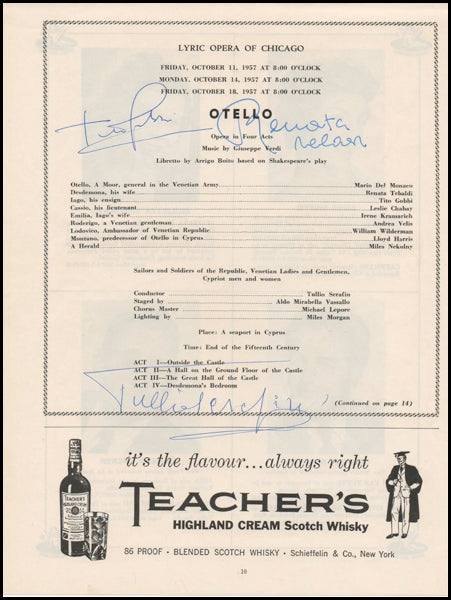 LYRIC OPERA OF CHICAGO
FRIDAY, OCTOBER 11, 1957 AT 8:00 O'CLOCK
MONDAY, OCTOBER 14, 1957 AT 8:00 O'CLOCK
FRIDAY, OCTOBER 18, 1957 AT 8:00 O'CLOCK
OTELLO
Tito Gobbi
Renata
Opera in Four Acts
Music by Giuseppe Verdi
Libretto by Arrigo Boito based on Shakespeare's play
Otello, A Moor, general in the Venetian Army Mario Del Monaco
Desdemona, his wife Renata Tebaldi
Iago, his ensign Tito Gobbi
Cassio, his lieutenant Leslie Chabay
Emilia, Iago's wife Irene Kramarich
Roderigo, a Venetian gentleman Andrea Velis
Lodovico, Ambassador of Venetian Republic William Wilderman
Montano, predecessor of Otello in Cyprus Lloyd Harris
A Herald Miles Nekolny
Sailors and Soldiers of the Republic, Venetian Ladies and Gentlemen,
Cypriot men and women
Conductor Tullio Serafin
Staged by Aldo Mirabella Vassallo
Chorus Master Michael Lepore
Lighting by Miles Morgan
Place: A seaport in Cyprus
Time: End of the Fifteenth Century
ACT I—Outside the Castle
ACT II—A Hall on the Ground Floor of the Castle
ACT III—The Great Hall of the Castle
ACT IV—Desdemona's Bedroom
Tullio Serafin
(Continued on page 14)
it's the flavour...always right
TEACHER'S
HIGHLAND CREAM Scotch Whisky
86 PROOF • BLENDED SCOTCH WHISKY • Schieffelin & Co., New York
TEACHER'S
HIGHLAND CREAM
10